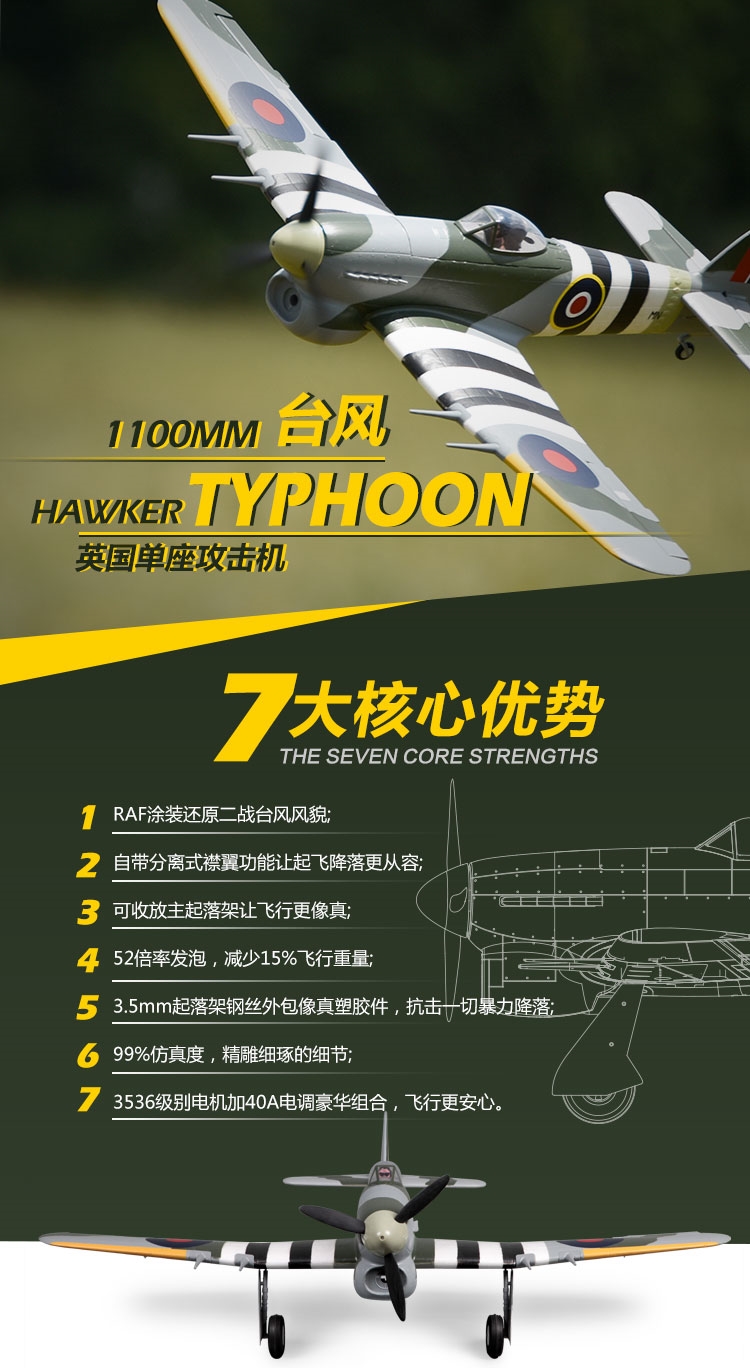 1100MM 台风
HAWKER TYPHOON
英国单座攻击机
7大核心优势
THE SEVEN CORE STRENGTHS
1 RAF涂装还原二战台风风貌;
2 自带分离式襟翼功能让起飞降落更从容;
3 可收放主起落架让飞行更像真;
4 52倍率发泡，减少15%飞行重量;
5 3.5mm起落架钢丝外包像真塑胶件，抗击一切暴力降落;
6 99%仿真度，精雕细琢的细节;
7 3536级别电机加40A电调豪华组合，飞行更安心。